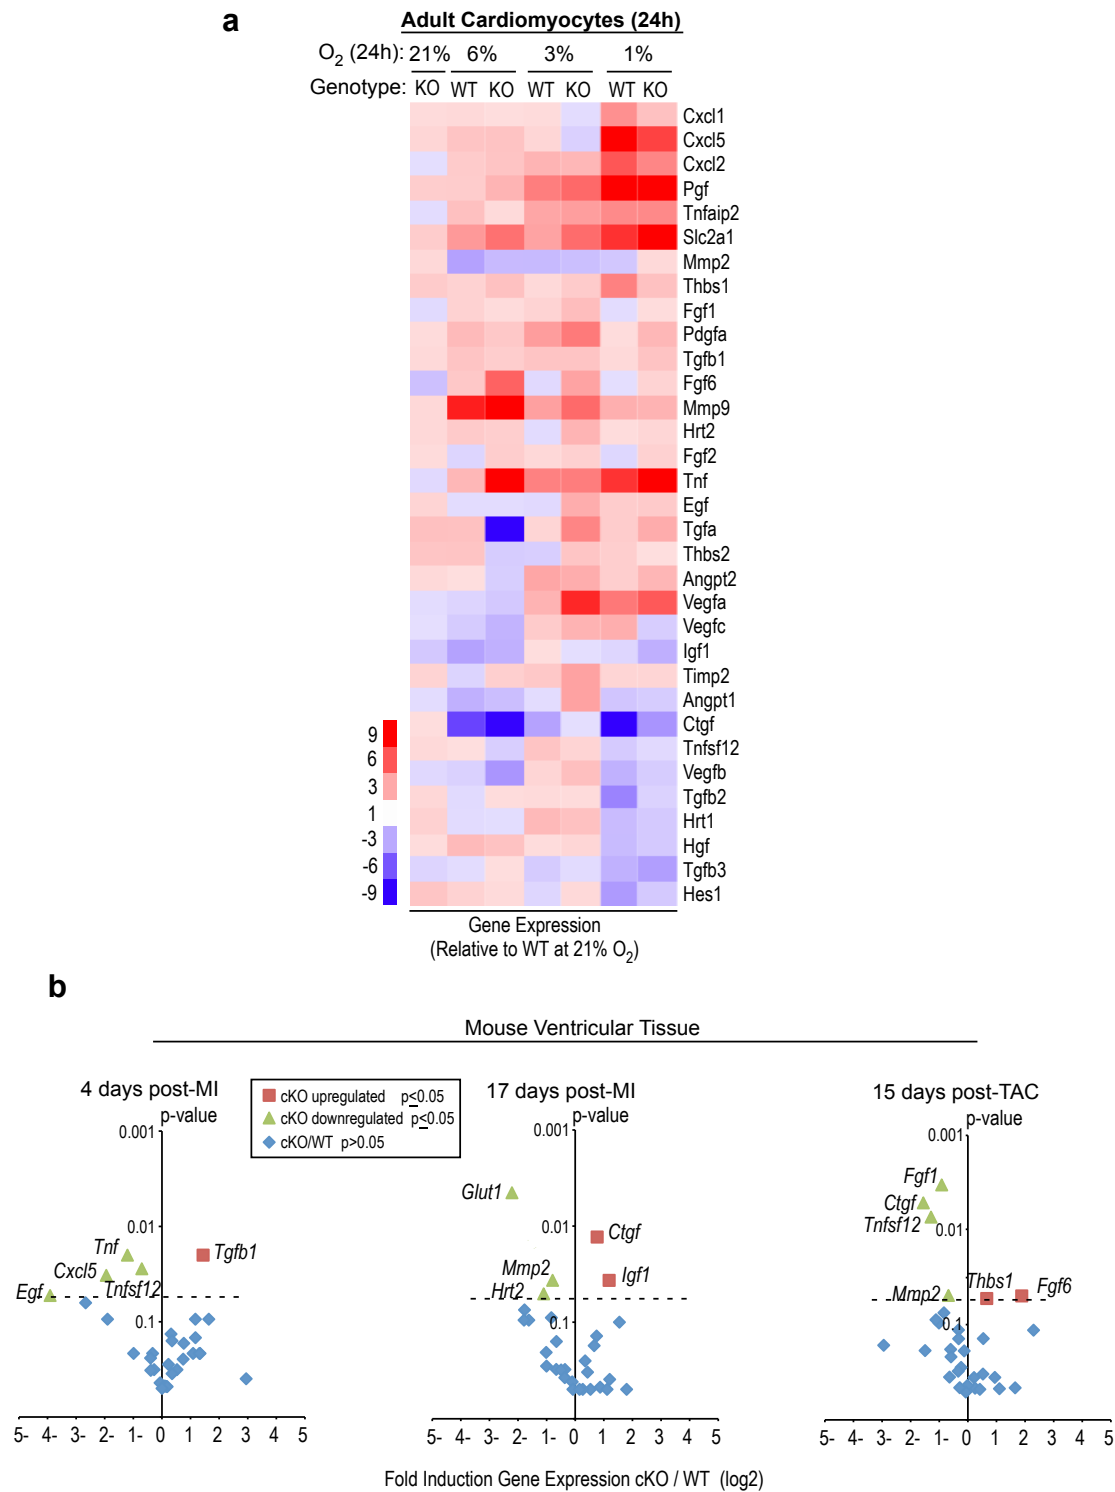 a
Adult Cardiomyocytes (24h)
O2 (24h): 21% 6% 3% 1%
Genotype: KO WT KO WT KO WT KO
Cxcl1
Cxcl5
Cxcl2
Pgf
Tnfaip2
Slc2a1
Mmp2
Thbs1
Fgf1
Pdgfa
Tgfb1
Fgf6
Mmp9
Hrt2
Fgf2
Tnf
Egf
Tgfa
Thbs2
Angpt2
Vegfa
Vegfc
Igf1
Timp2
Angpt1
Ctgf
Tnfsf12
Vegfb
Tgfb2
Hrt1
Hgf
Tgfb3
Hes1
9
6
3
1
-3
-6
-9
Gene Expression
(Relative to WT at 21% O2)
b
Mouse Ventricular Tissue
4 days post-MI
p-value
0.001
0.01
0.1
Tnf
Tgfb1
Cxcl5
Tnfsf12
Egf
5- 4- 3- 2- 1- 0 1 2 3 4 5
cKO upregulated p≤0.05
cKO downregulated p≤0.05
cKO/WT p>0.05
17 days post-MI
p-value
0.001
0.01
0.1
Glut1
Ctgf
Mmp2
Igf1
Hrt2
5- 4- 3- 2- 1- 0 1 2 3 4 5
15 days post-TAC
p-value
0.001
0.01
0.1
Fgf1
Ctgf
Tnfsf12
Mmp2
Thbs1
Fgf6
5- 4- 3- 2- 1- 0 1 2 3 4 5
Fold Induction Gene Expression cKO / WT (log2)